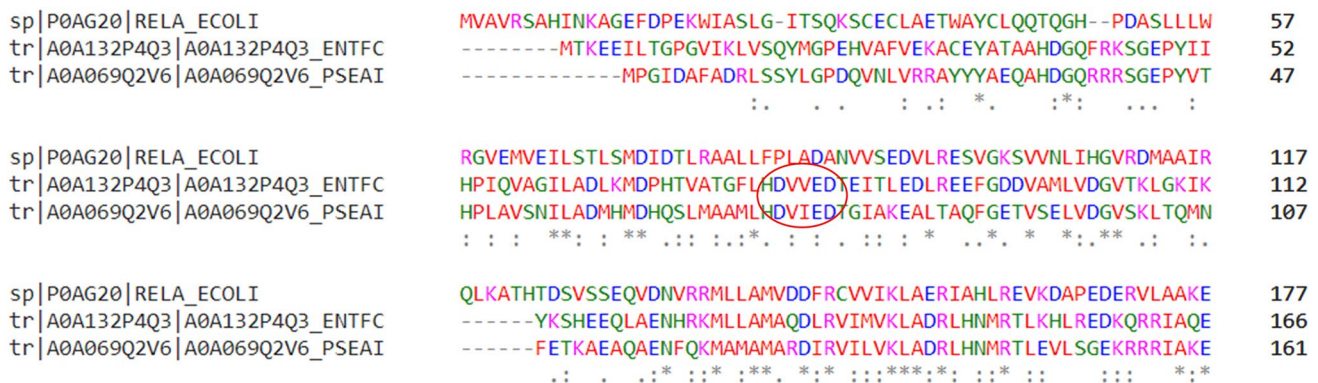 sp|P0AG20|RELA_ECOLI MVAVRSAHINKAGEFDPEKWIASLG-ITSQKSCECLAETWAYCLQQTQGH--PDASLLLW 57
tr|A0A132P4Q3|A0A132P4Q3_ENTFC --------MTKEEILTGPGVIKLVSQYMGPEHVAFVEKACEYATAAHDGQFRKSGEPYII 52
tr|A0A069Q2V6|A0A069Q2V6_PSEAI -------------MPGIDAFADRLSSYLGPDQVNLVRRAYYYAEQAHDGQRRRSGEPYVT 47
:. . . : .: *. :*: ... :
sp|P0AG20|RELA_ECOLI RGVEMVEILSTLSMDIDTLRAALLFPLADANVVSEDVLRESVGKSVVNLIHGVRDMAAIR 117
tr|A0A132P4Q3|A0A132P4Q3_ENTFC HPIQVAGILADLKMDPHTVATGFLHDVVEDTEITLEDLREEFGDDVAMLVDGVTKLGKIK 112
tr|A0A069Q2V6|A0A069Q2V6_PSEAI HPLAVSNILADMHMDHQSLMAAMLHDVIEDTGIAKEALTAQFGETVSELVDGVSKLTQMN 107
: : : **: : ** .:: :.:*. : : . :: : * ..*. * *:.** .: :.
sp|P0AG20|RELA_ECOLI QLKATHTDSVSSEQVDNVRRMLLAMVDDFRCVVIKLAERIAHLREVKDAPEDERVLAAKE 177
tr|A0A132P4Q3|A0A132P4Q3_ENTFC ------YKSHEEQLAENHRKMLLAMAQDLRVIMVKLADRLHNMRTLKHLREDKQRRIAQE 166
tr|A0A069Q2V6|A0A069Q2V6_PSEAI ------FETKAEAQAENFQKMAMAMARDIRVILVKLADRLHNMRTLEVLSGEKRRRIAKE 161
.: . .:* ::* :**. *:* :::***:*: ::* :: ::: *:*